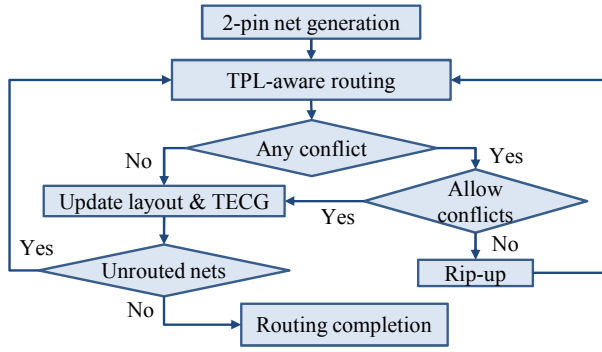 2-pin net generation
TPL-aware routing
Any conflict
No
Yes
Update layout & TECG
Yes
Allow
conflicts
Yes
Unrouted nets
No
Rip-up
No
Routing completion